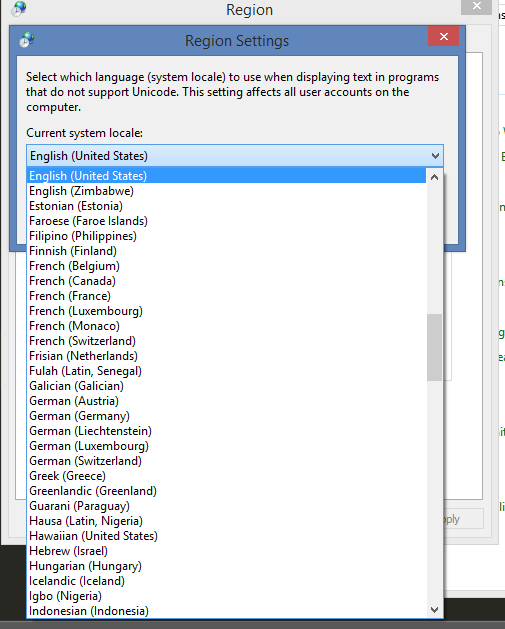 Region
Region Settings
Select which language (system locale) to use when displaying text in programs
that do not support Unicode. This setting affects all user accounts on the
computer.
Current system locale:
English (United States)
English (United States)
English (Zimbabwe)
Estonian (Estonia)
Faroese (Faroe Islands)
Filipino (Philippines)
Finnish (Finland)
French (Belgium)
French (Canada)
French (France)
French (Luxembourg)
French (Monaco)
French (Switzerland)
Frisian (Netherlands)
Fulah (Latin, Senegal)
Galician (Galician)
German (Austria)
German (Germany)
German (Liechtenstein)
German (Luxembourg)
German (Switzerland)
Greek (Greece)
Greenlandic (Greenland)
Guarani (Paraguay)
Hausa (Latin, Nigeria)
Hawaiian (United States)
Hebrew (Israel)
Hungarian (Hungary)
Icelandic (Iceland)
Igbo (Nigeria)
Indonesian (Indonesia)